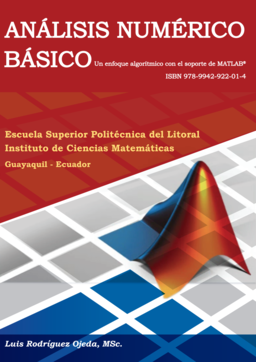 ANÁLISIS NUMÉRICO
BÁSICO Un enfoque algorítmico con el soporte de MATLAB®
ISBN 978-9942-922-01-4
Escuela Superior Politécnica del Litoral
Instituto de Ciencias Matemáticas
Guayaquil - Ecuador
Luis Rodríguez Ojeda, MSc.